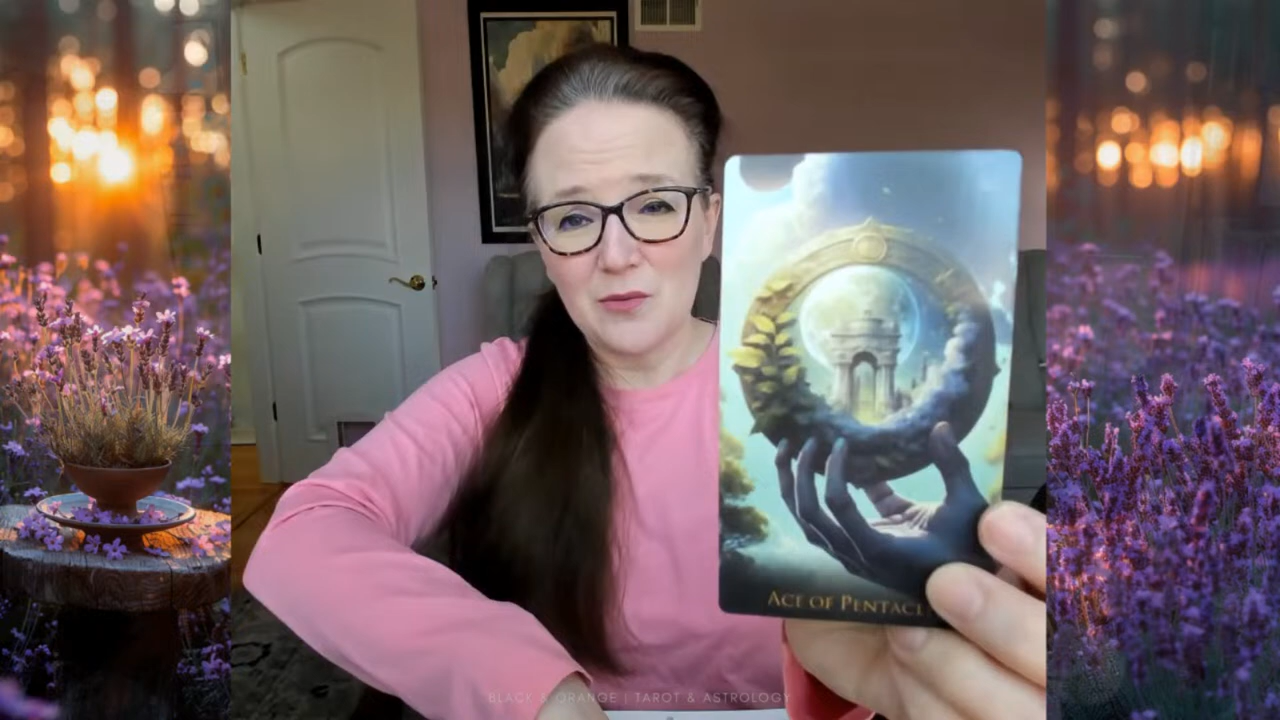 ACE OF PENTACL
BLACK & ORANGE | TAROT & ASTROLOGY